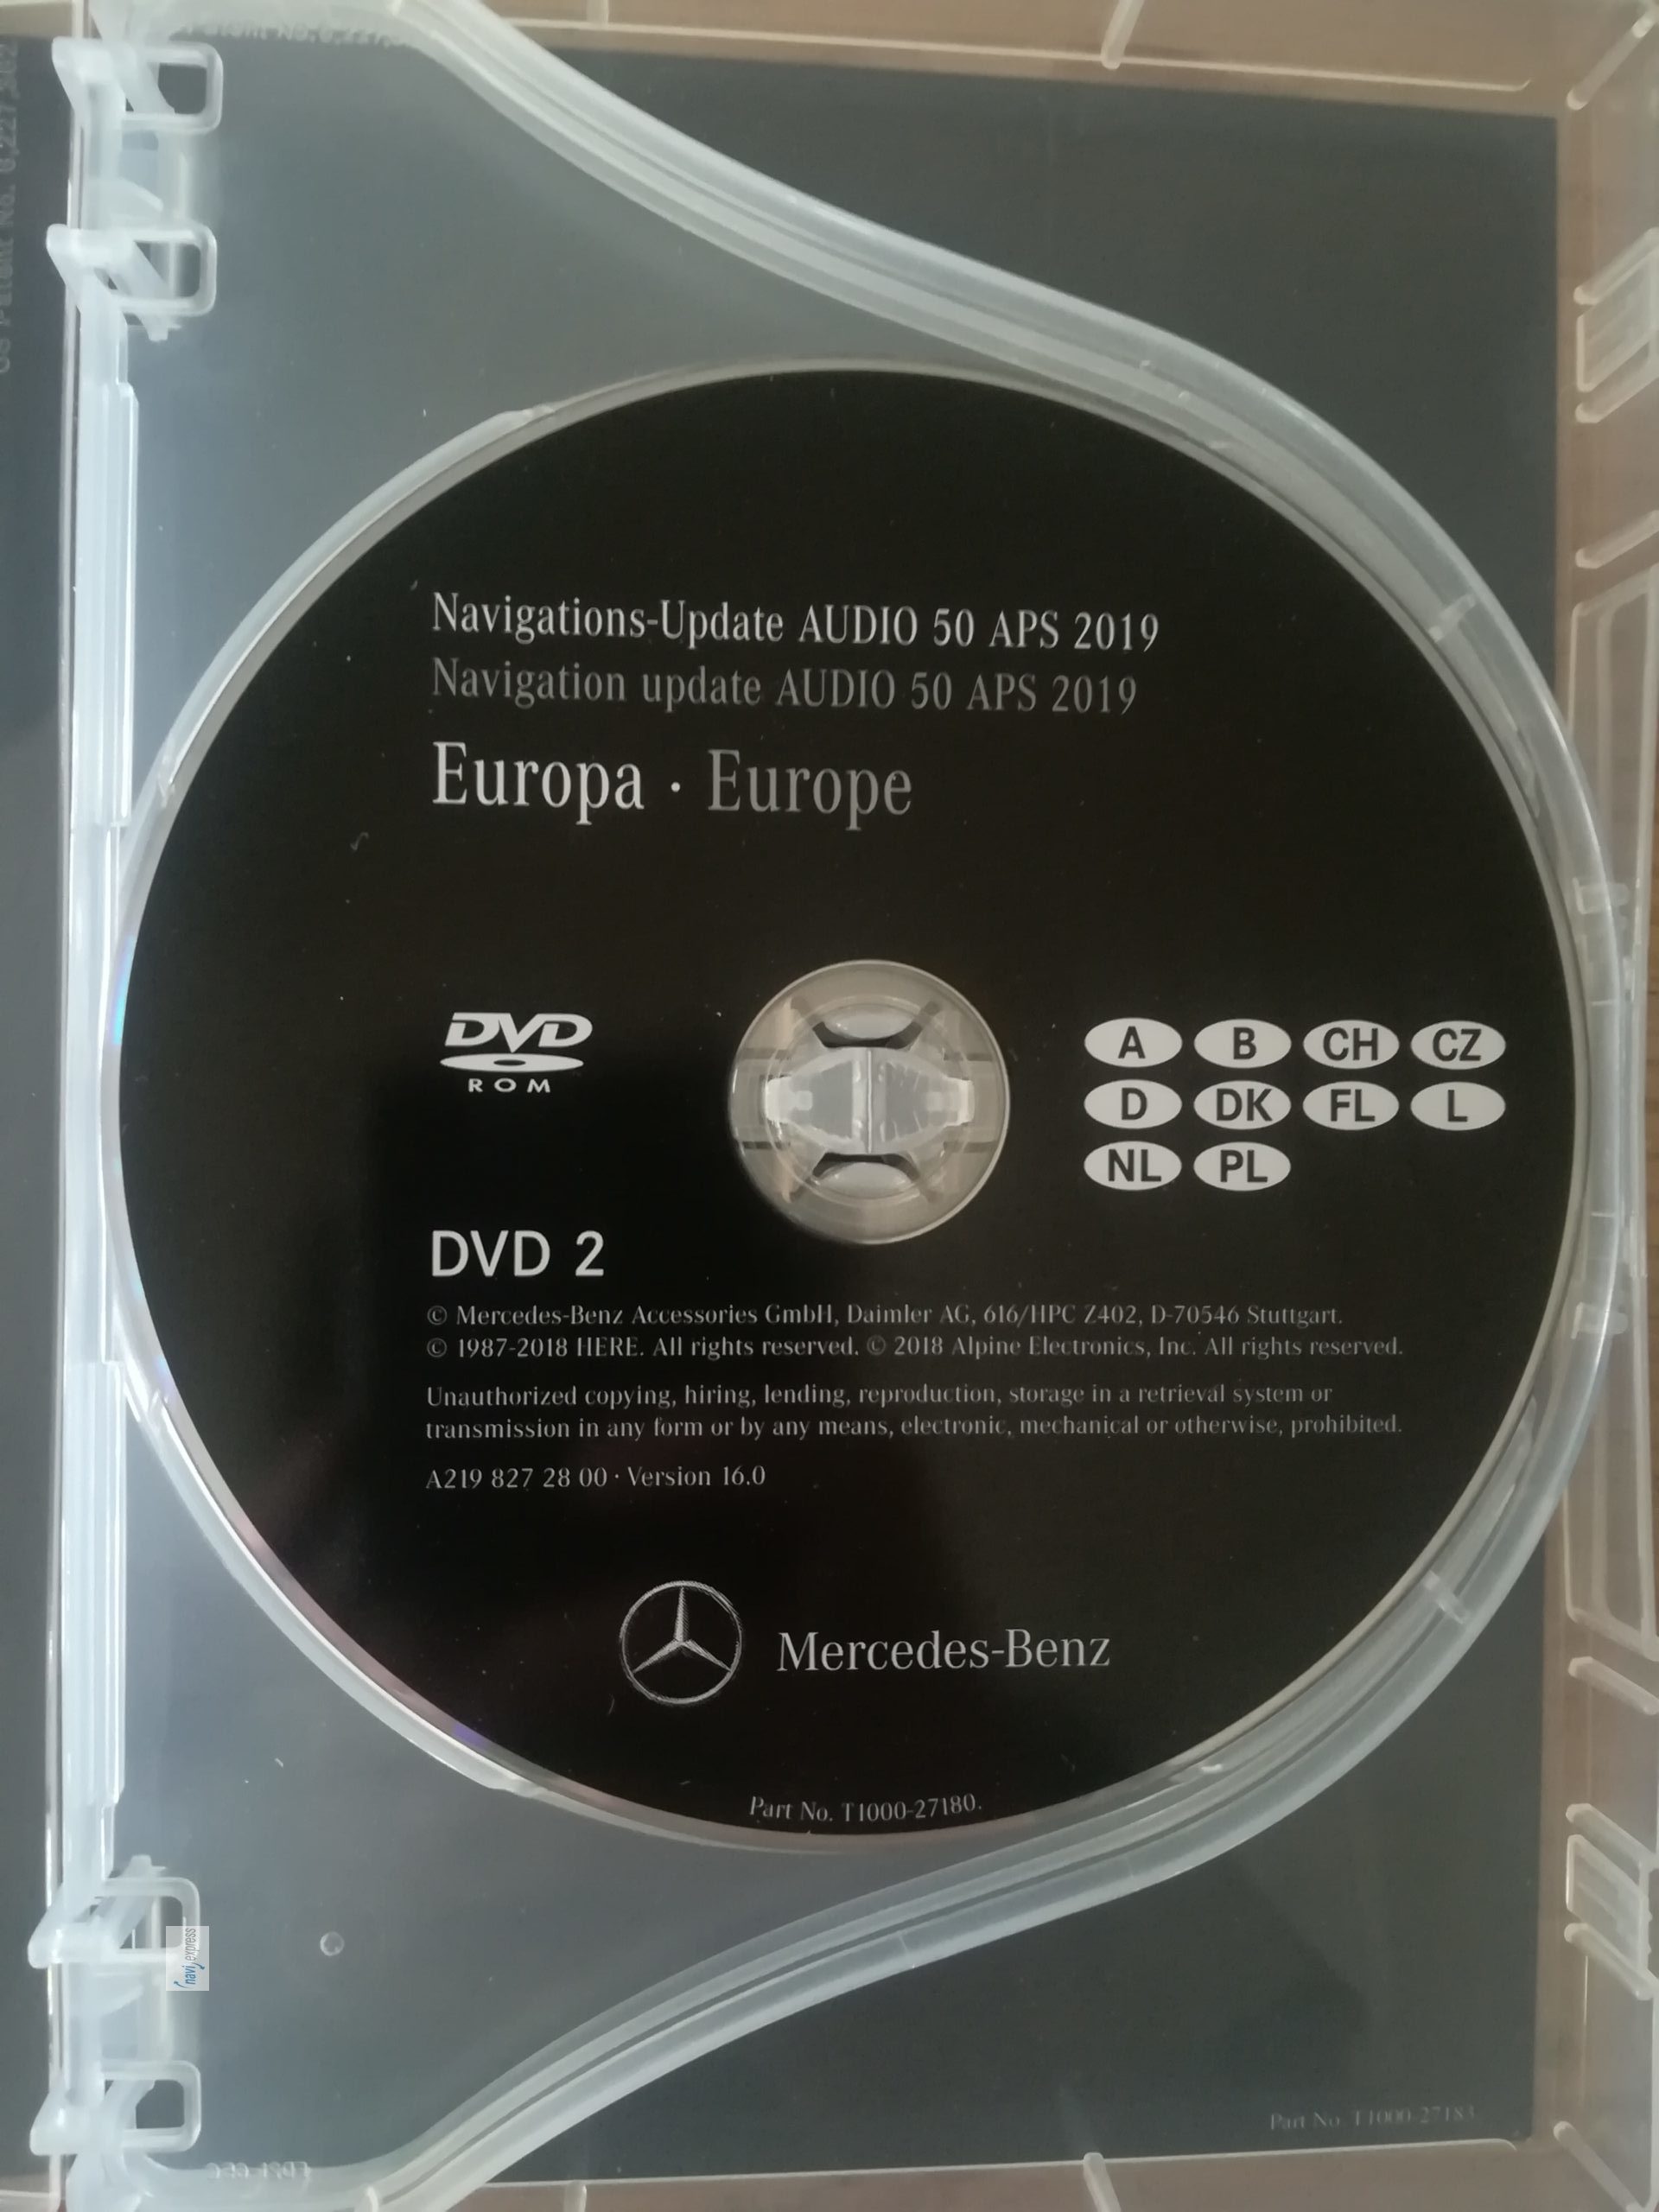 Navigations-Update AUDIO 50 APS 2019
Navigation update AUDIO 50 APS 2019
Europa · Europe
DVD
ROM
A B CH CZ
D DK FL L
NL PL
DVD 2
© Mercedes-Benz Accessories GmbH, Daimler AG, 616/HPC Z402, D-70546 Stuttgart.
© 1987-2018 HERE. All rights reserved. © 2018 Alpine Electronics, Inc. All rights reserved.
Unauthorized copying, hiring, lending, reproduction, storage in a retrieval system or
transmission in any form or by any means, electronic, mechanical or otherwise, prohibited.
A219 827 28 00 · Version 16.0
Mercedes-Benz
Part No. T1000-27180.
navi express
Part No. T1000-27183